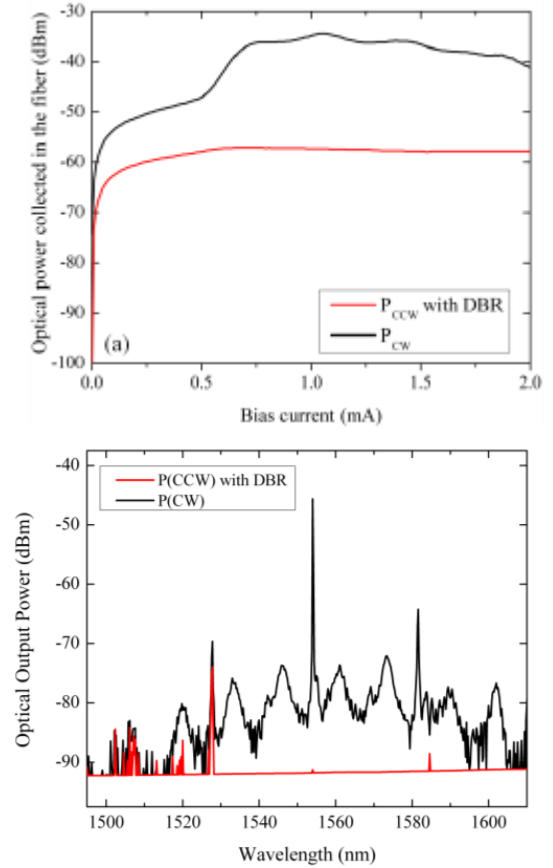 Optical power collected in the fiber (dBm)
-30
-40
-50
-60
-70
-80
-90
-100
(a)
P_CCW with DBR
P_CW
0.0 0.5 1.0 1.5 2.0
Bias current (mA)
Optical Output Power (dBm)
-40
-50
-60
-70
-80
-90
P(CCW) with DBR
P(CW)
1500 1520 1540 1560 1580 1600
Wavelength (nm)